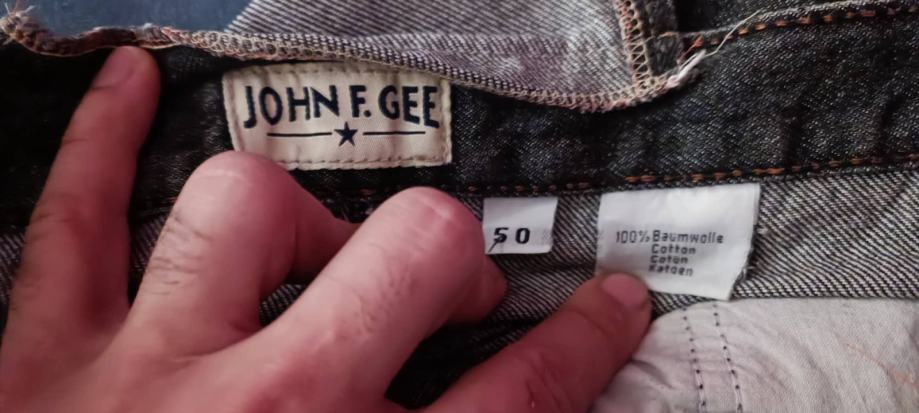 JOHN F. GEE
50
100% Baumwolle
Cotton
Coton
Katoen